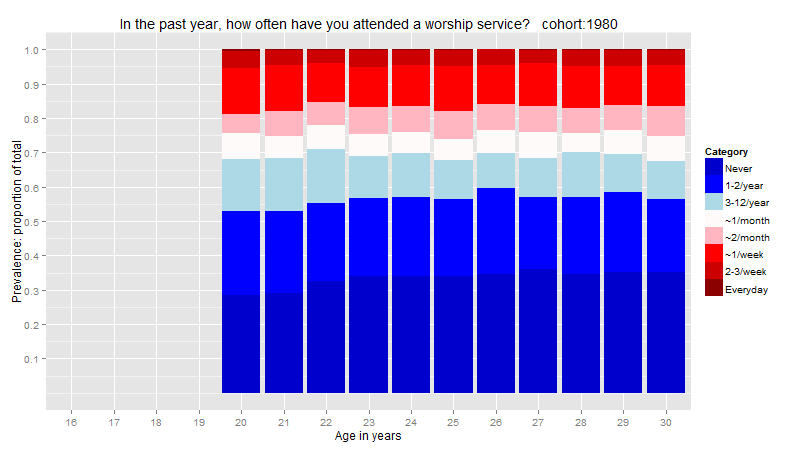 In the past year, how often have you attended a worship service?   cohort:1980
Prevalence: proportion of total
1.0
0.9
0.8
0.7
0.6
0.5
0.4
0.3
0.2
0.1
16 17 18 19 20 21 22 23 24 25 26 27 28 29 30
Age in years
Category
Never
1-2/year
3-12/year
~1/month
~2/month
~1/week
2-3/week
Everyday